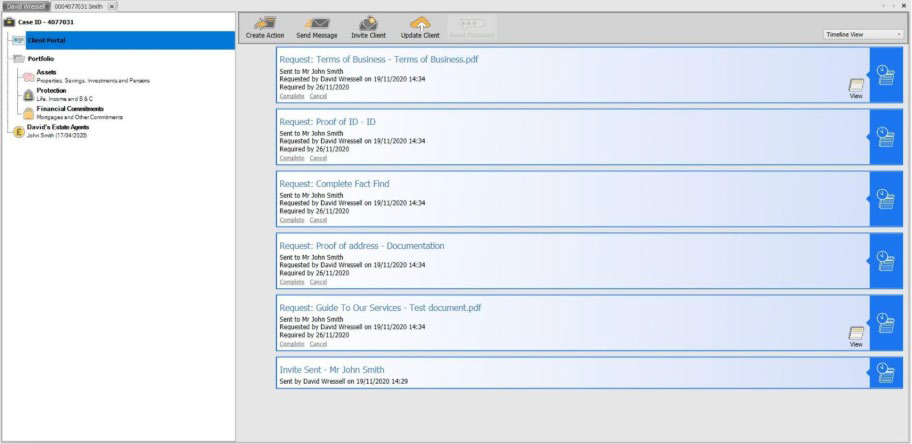 David Wressell
0004077031 Smith
Case ID - 4077031
Client Portal
Portfolio
Assets
Properties, Savings, Investments and Pensions
Protection
Life, Income and B & C
Financial Commitments
Mortgages and Other Commitments
David's Estate Agents
John Smith (17/04/2020)
Create Action
Send Message
Invite Client
Update Client
Reset Password
Timeline View
Request: Terms of Business - Terms of Business.pdf
Sent to Mr John Smith
Requested by David Wressell on 19/11/2020 14:34
Required by 26/11/2020
Complete Cancel
View
Request: Proof of ID - ID
Sent to Mr John Smith
Requested by David Wressell on 19/11/2020 14:34
Required by 26/11/2020
Complete Cancel
Request: Complete Fact Find
Sent to Mr John Smith
Requested by David Wressell on 19/11/2020 14:34
Required by 26/11/2020
Complete Cancel
Request: Proof of address - Documentation
Sent to Mr John Smith
Requested by David Wressell on 19/11/2020 14:34
Required by 26/11/2020
Complete Cancel
Request: Guide To Our Services - Test document.pdf
Sent to Mr John Smith
Requested by David Wressell on 19/11/2020 14:34
Required by 26/11/2020
Complete Cancel
View
Invite Sent - Mr John Smith
Sent by David Wressell on 19/11/2020 14:29